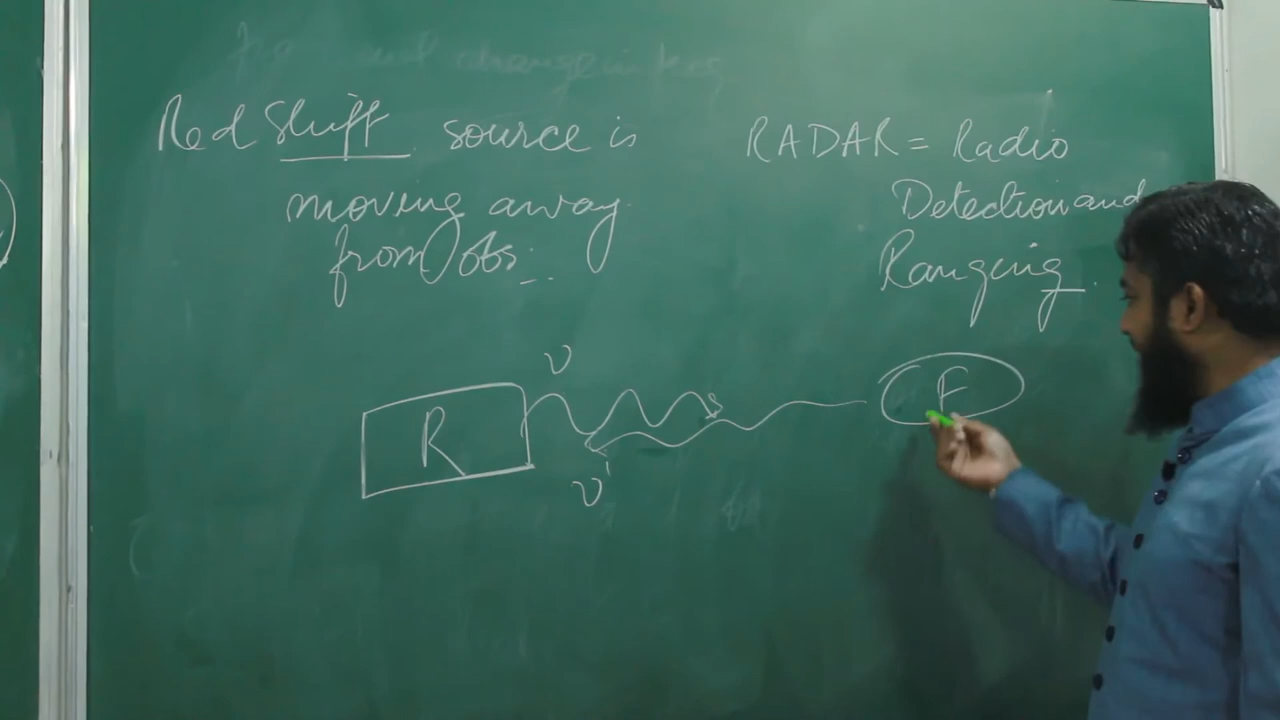 Red Shift source is
moving away
from obs.
RADAR = Radio
Detection and
Ranging.
R
ν
ν'
E